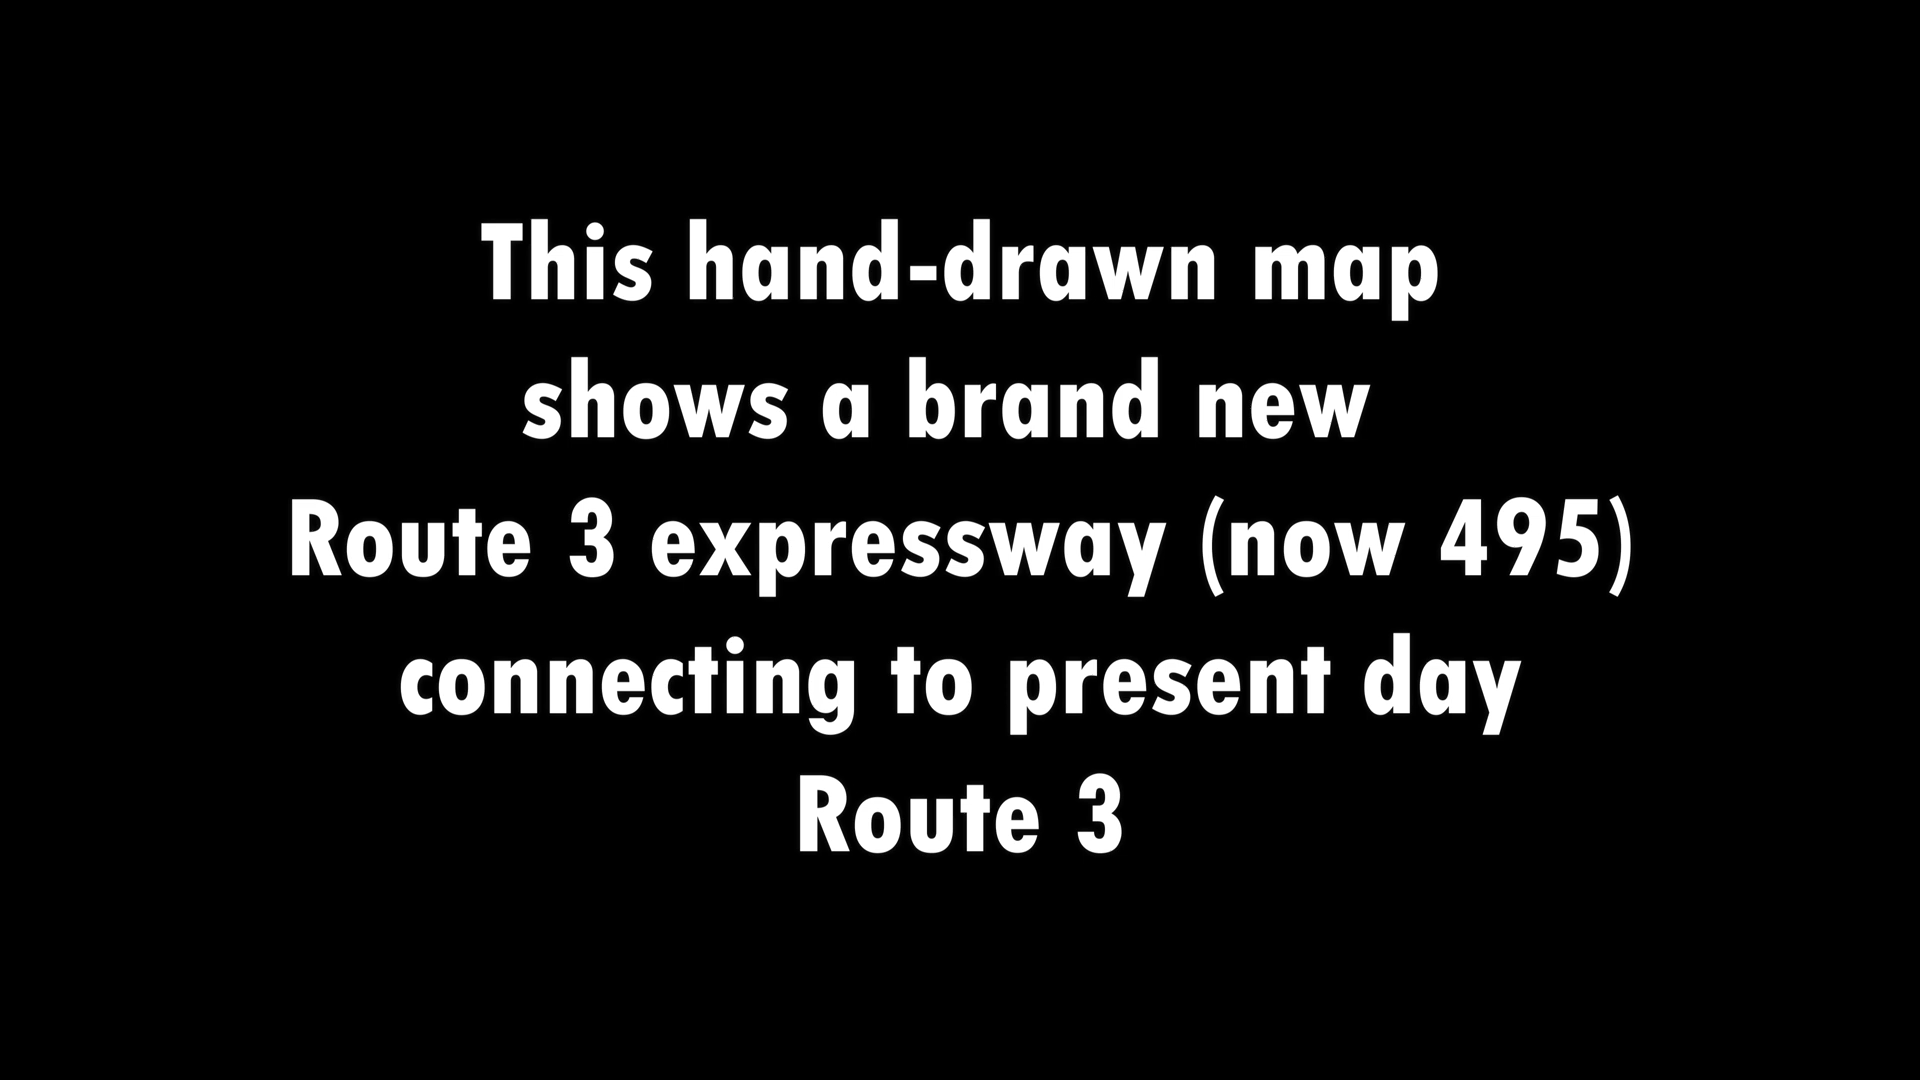 This hand-drawn map
shows a brand new
Route 3 expressway (now 495)
connecting to present day
Route 3